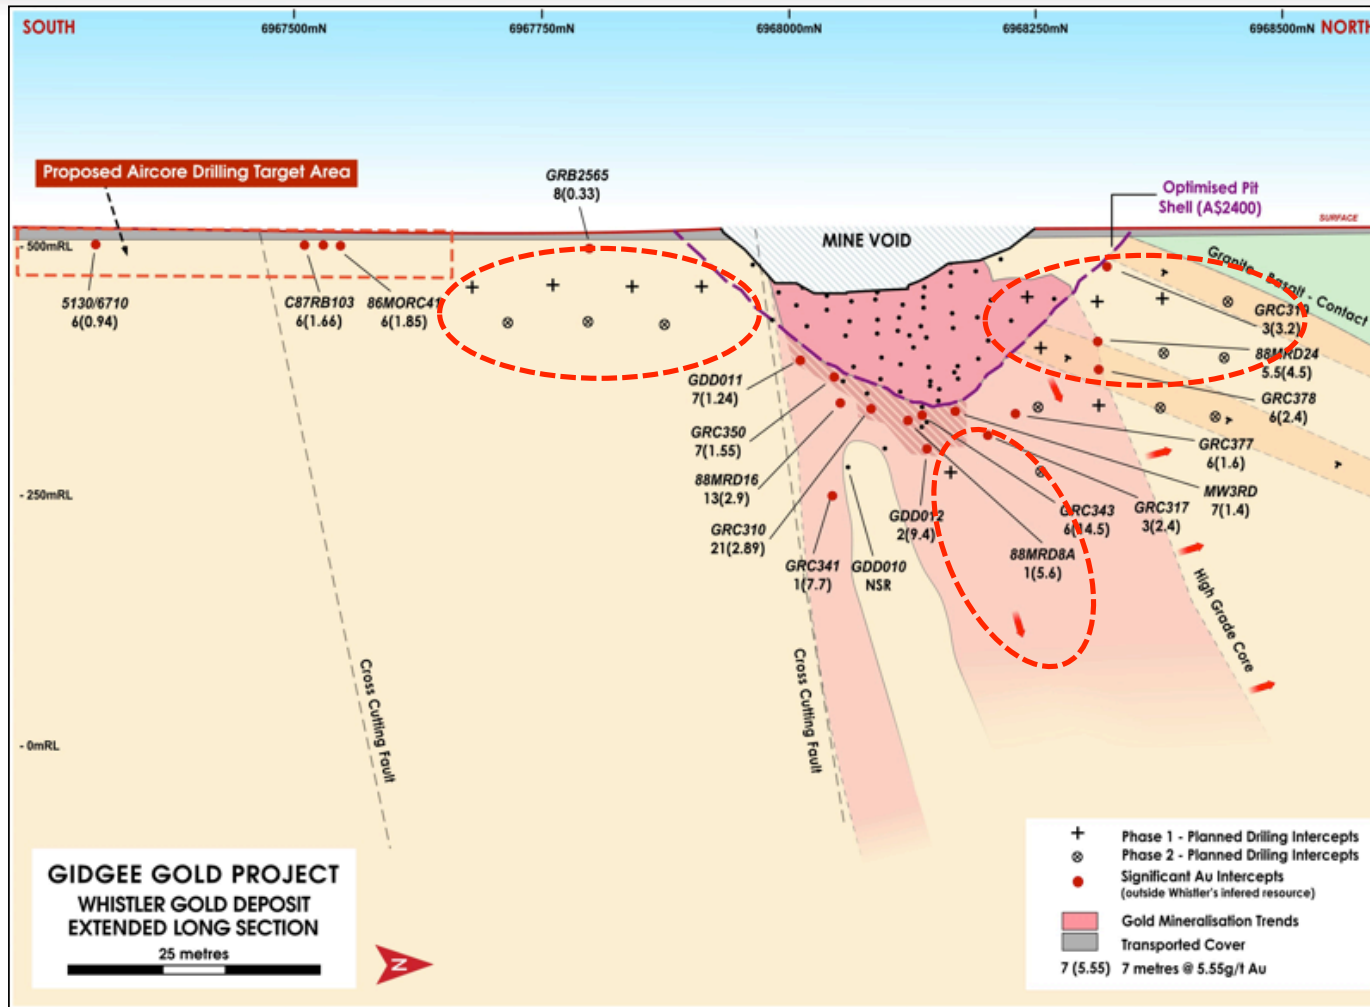 SOUTH
6967500mN
6967750mN
6968000mN
6968250mN
6968500mN
NORTH
Proposed Aircore Drilling Target Area
GRB2565
8(0.33)
Optimised Pit
Shell (A$2400)
SURFACE
- 500mRL
MINE VOID
Granite - Basalt - Contact
5130/6710
6(0.94)
C87RB103
6(1.66)
86MORC41
6(1.85)
GRC310
3(3.2)
88MRD24
5.5(4.5)
GRC378
6(2.4)
GRC377
6(1.6)
MW3RD
7(1.4)
GRC317
3(2.4)
GRC343
6(14.5)
88MRD8A
1(5.6)
GDD011
7(1.24)
GRC350
7(1.55)
88MRD16
13(2.9)
GRC310
21(2.89)
GDD012
2(9.4)
GRC341
1(7.7)
GDD010
NSR
- 250mRL
High Grade Core
Cross Cutting Fault
Cross Cutting Fault
- 0mRL
GIDGEE GOLD PROJECT
WHISTLER GOLD DEPOSIT
EXTENDED LONG SECTION
25 metres
N
Phase 1 - Planned Drilling Intercepts
Phase 2 - Planned Drilling Intercepts
Significant Au Intercepts
(outside Whistler's infered resource)
Gold Mineralisation Trends
Transported Cover
7 (5.55) 7 metres @ 5.55g/t Au